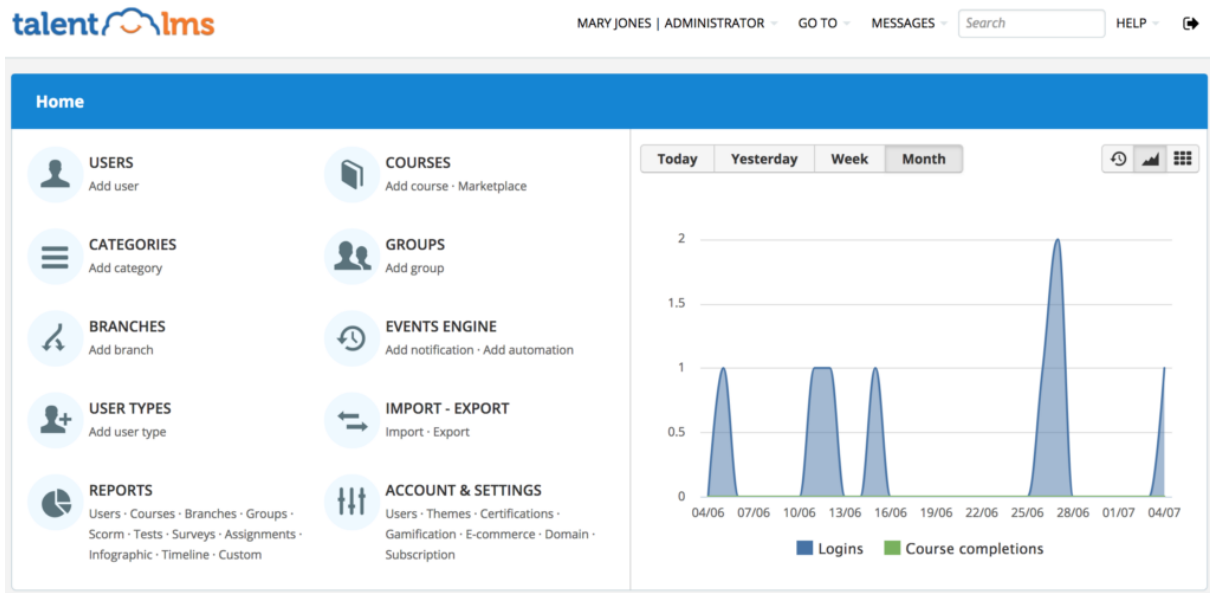 talentlms
MARY JONES | ADMINISTRATOR GO TO MESSAGES Search HELP
Home
USERS
Add user
COURSES
Add course · Marketplace
CATEGORIES
Add category
GROUPS
Add group
BRANCHES
Add branch
EVENTS ENGINE
Add notification · Add automation
USER TYPES
Add user type
IMPORT - EXPORT
Import · Export
REPORTS
Users · Courses · Branches · Groups ·
Scorm · Tests · Surveys · Assignments ·
Infographic · Timeline · Custom
ACCOUNT & SETTINGS
Users · Themes · Certifications ·
Gamification · E-commerce · Domain ·
Subscription
Today Yesterday Week Month
2
1.5
1
0.5
0
04/06 07/06 10/06 13/06 16/06 19/06 22/06 25/06 28/06 01/07 04/07
Logins Course completions